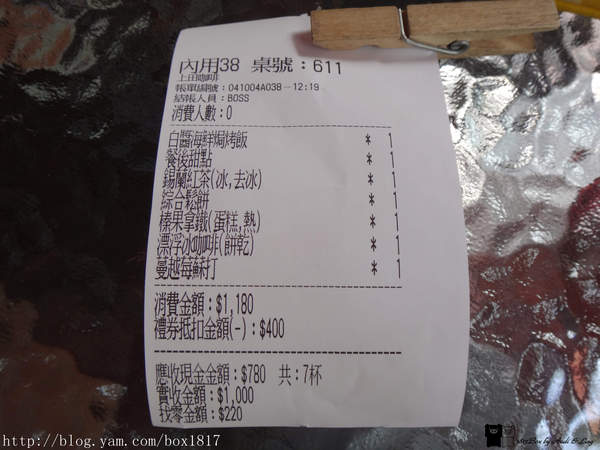 內用38 桌號：611
上田咖啡
帳單編號：041004A038－12:19
結帳人員：BOSS
消費人數：0
白醬海鮮焗烤飯 * 1
餐後甜點 * 1
錫蘭紅茶(冰,去冰) * 1
綜合鬆餅 * 1
榛果拿鐵(蛋糕,熱) * 1
漂浮冰咖啡(餅乾) * 1
蔓越莓蘇打 * 1
消費金額：$1,180
禮券抵扣金額(-)：$400
應收現金金額：$780 共：7杯
實收金額：$1,000
找零金額：$220
http://blog.yam.com/box1817